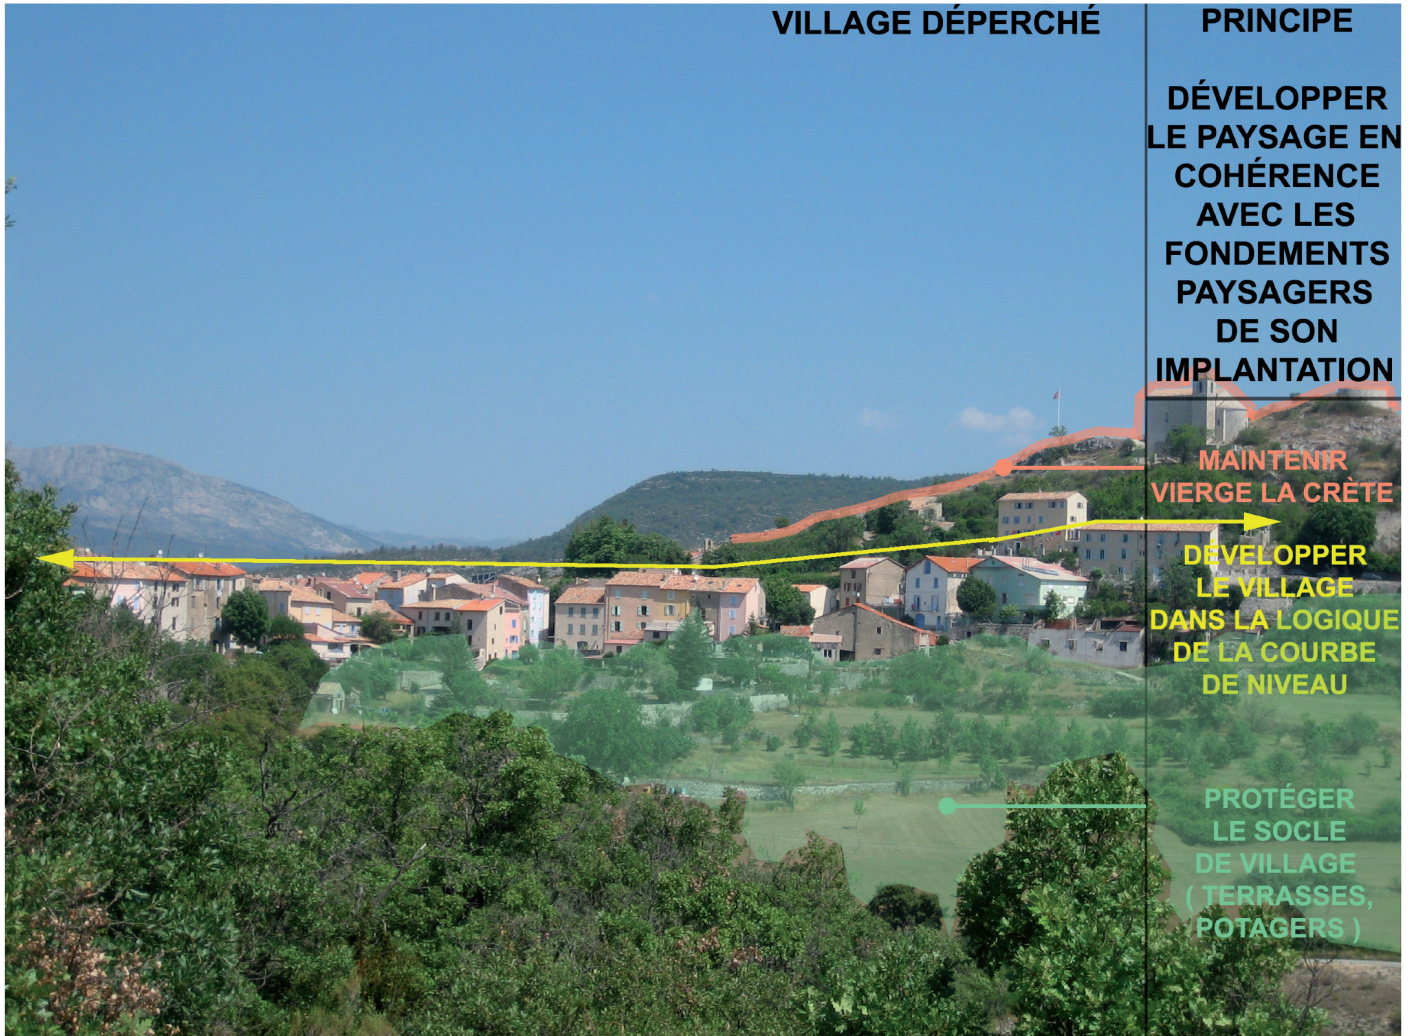 VILLAGE DÉPERCHÉ
PRINCIPE
DÉVELOPPER
LE PAYSAGE EN
COHÉRENCE
AVEC LES
FONDEMENTS
PAYSAGERS
DE SON
IMPLANTATION
MAINTENIR
VIERGE LA CRÈTE
DÉVELOPPER
LE VILLAGE
DANS LA LOGIQUE
DE LA COURBE
DE NIVEAU
PROTÉGER
LE SOCLE
DE VILLAGE
( TERRASSES,
POTAGERS )